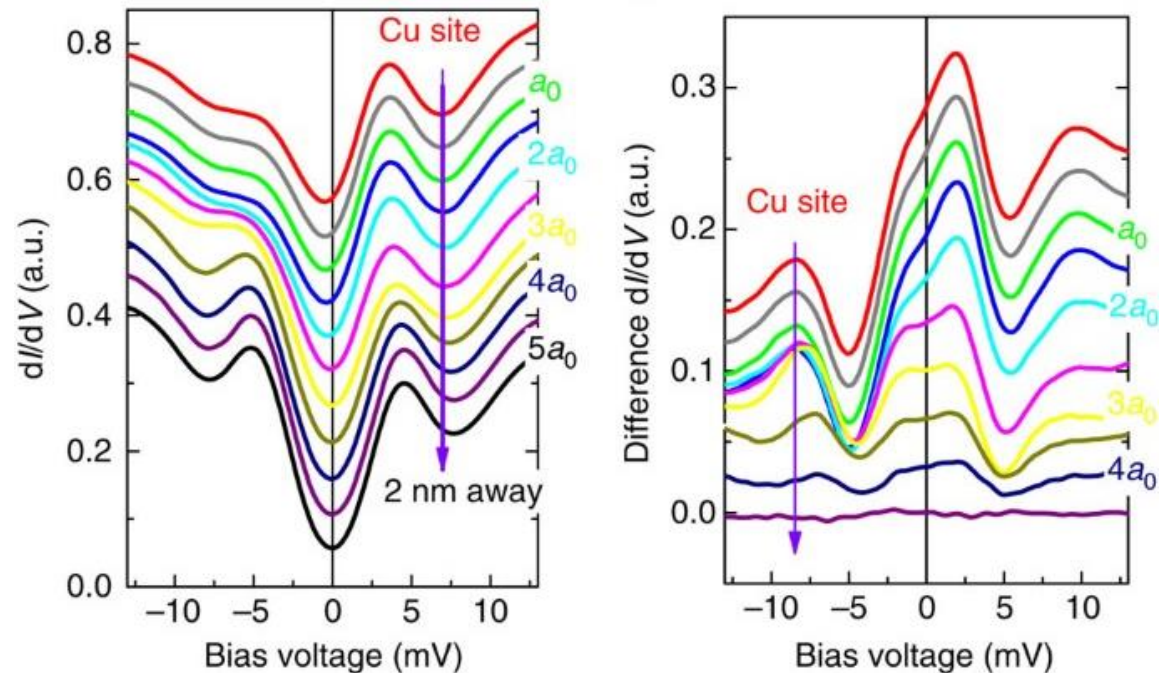 0.8
0.6
0.4
0.2
0.0
dI/dV (a.u.)
Cu site
a0
2a0
3a0
4a0
5a0
2 nm away
−10
−5
0
5
10
Bias voltage (mV)
0.3
0.2
0.1
0.0
Difference dI/dV (a.u.)
Cu site
a0
2a0
3a0
4a0
−10
−5
0
5
10
Bias voltage (mV)